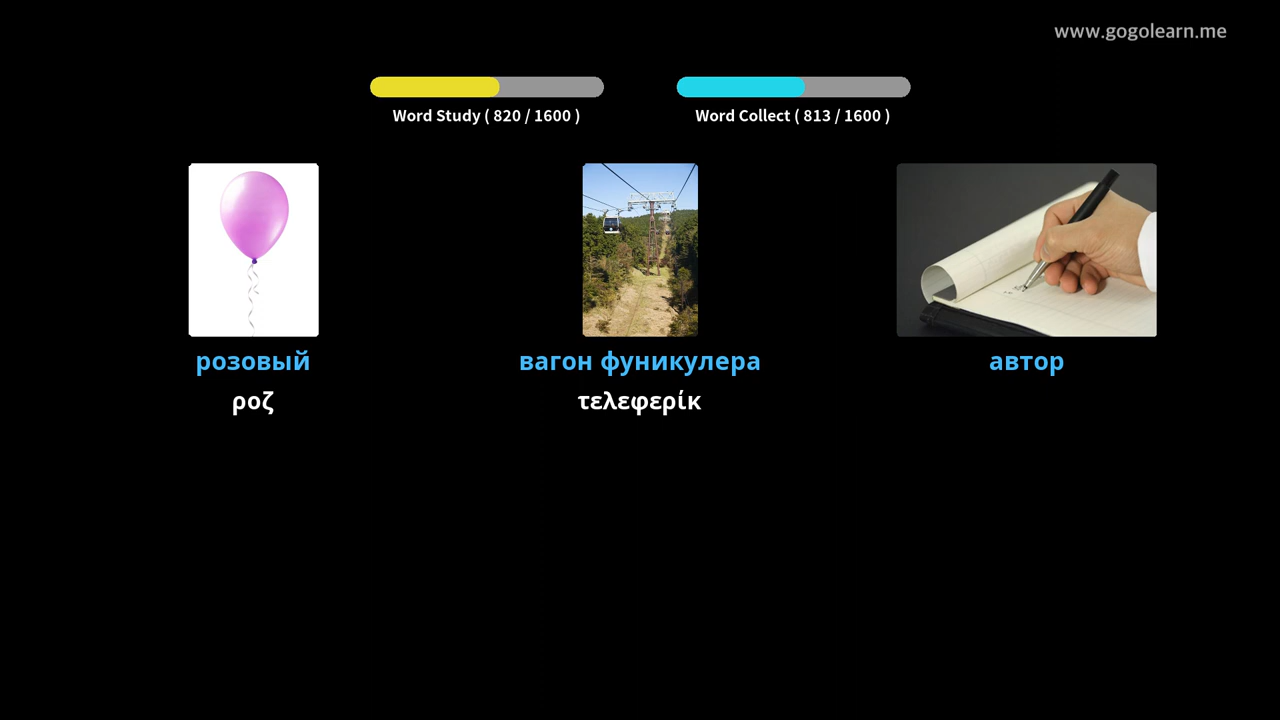 www.gogolearn.me
Word Study ( 820 / 1600 )
Word Collect ( 813 / 1600 )
розовый
ροζ
вагон фуникулера
τελεφερίκ
автор